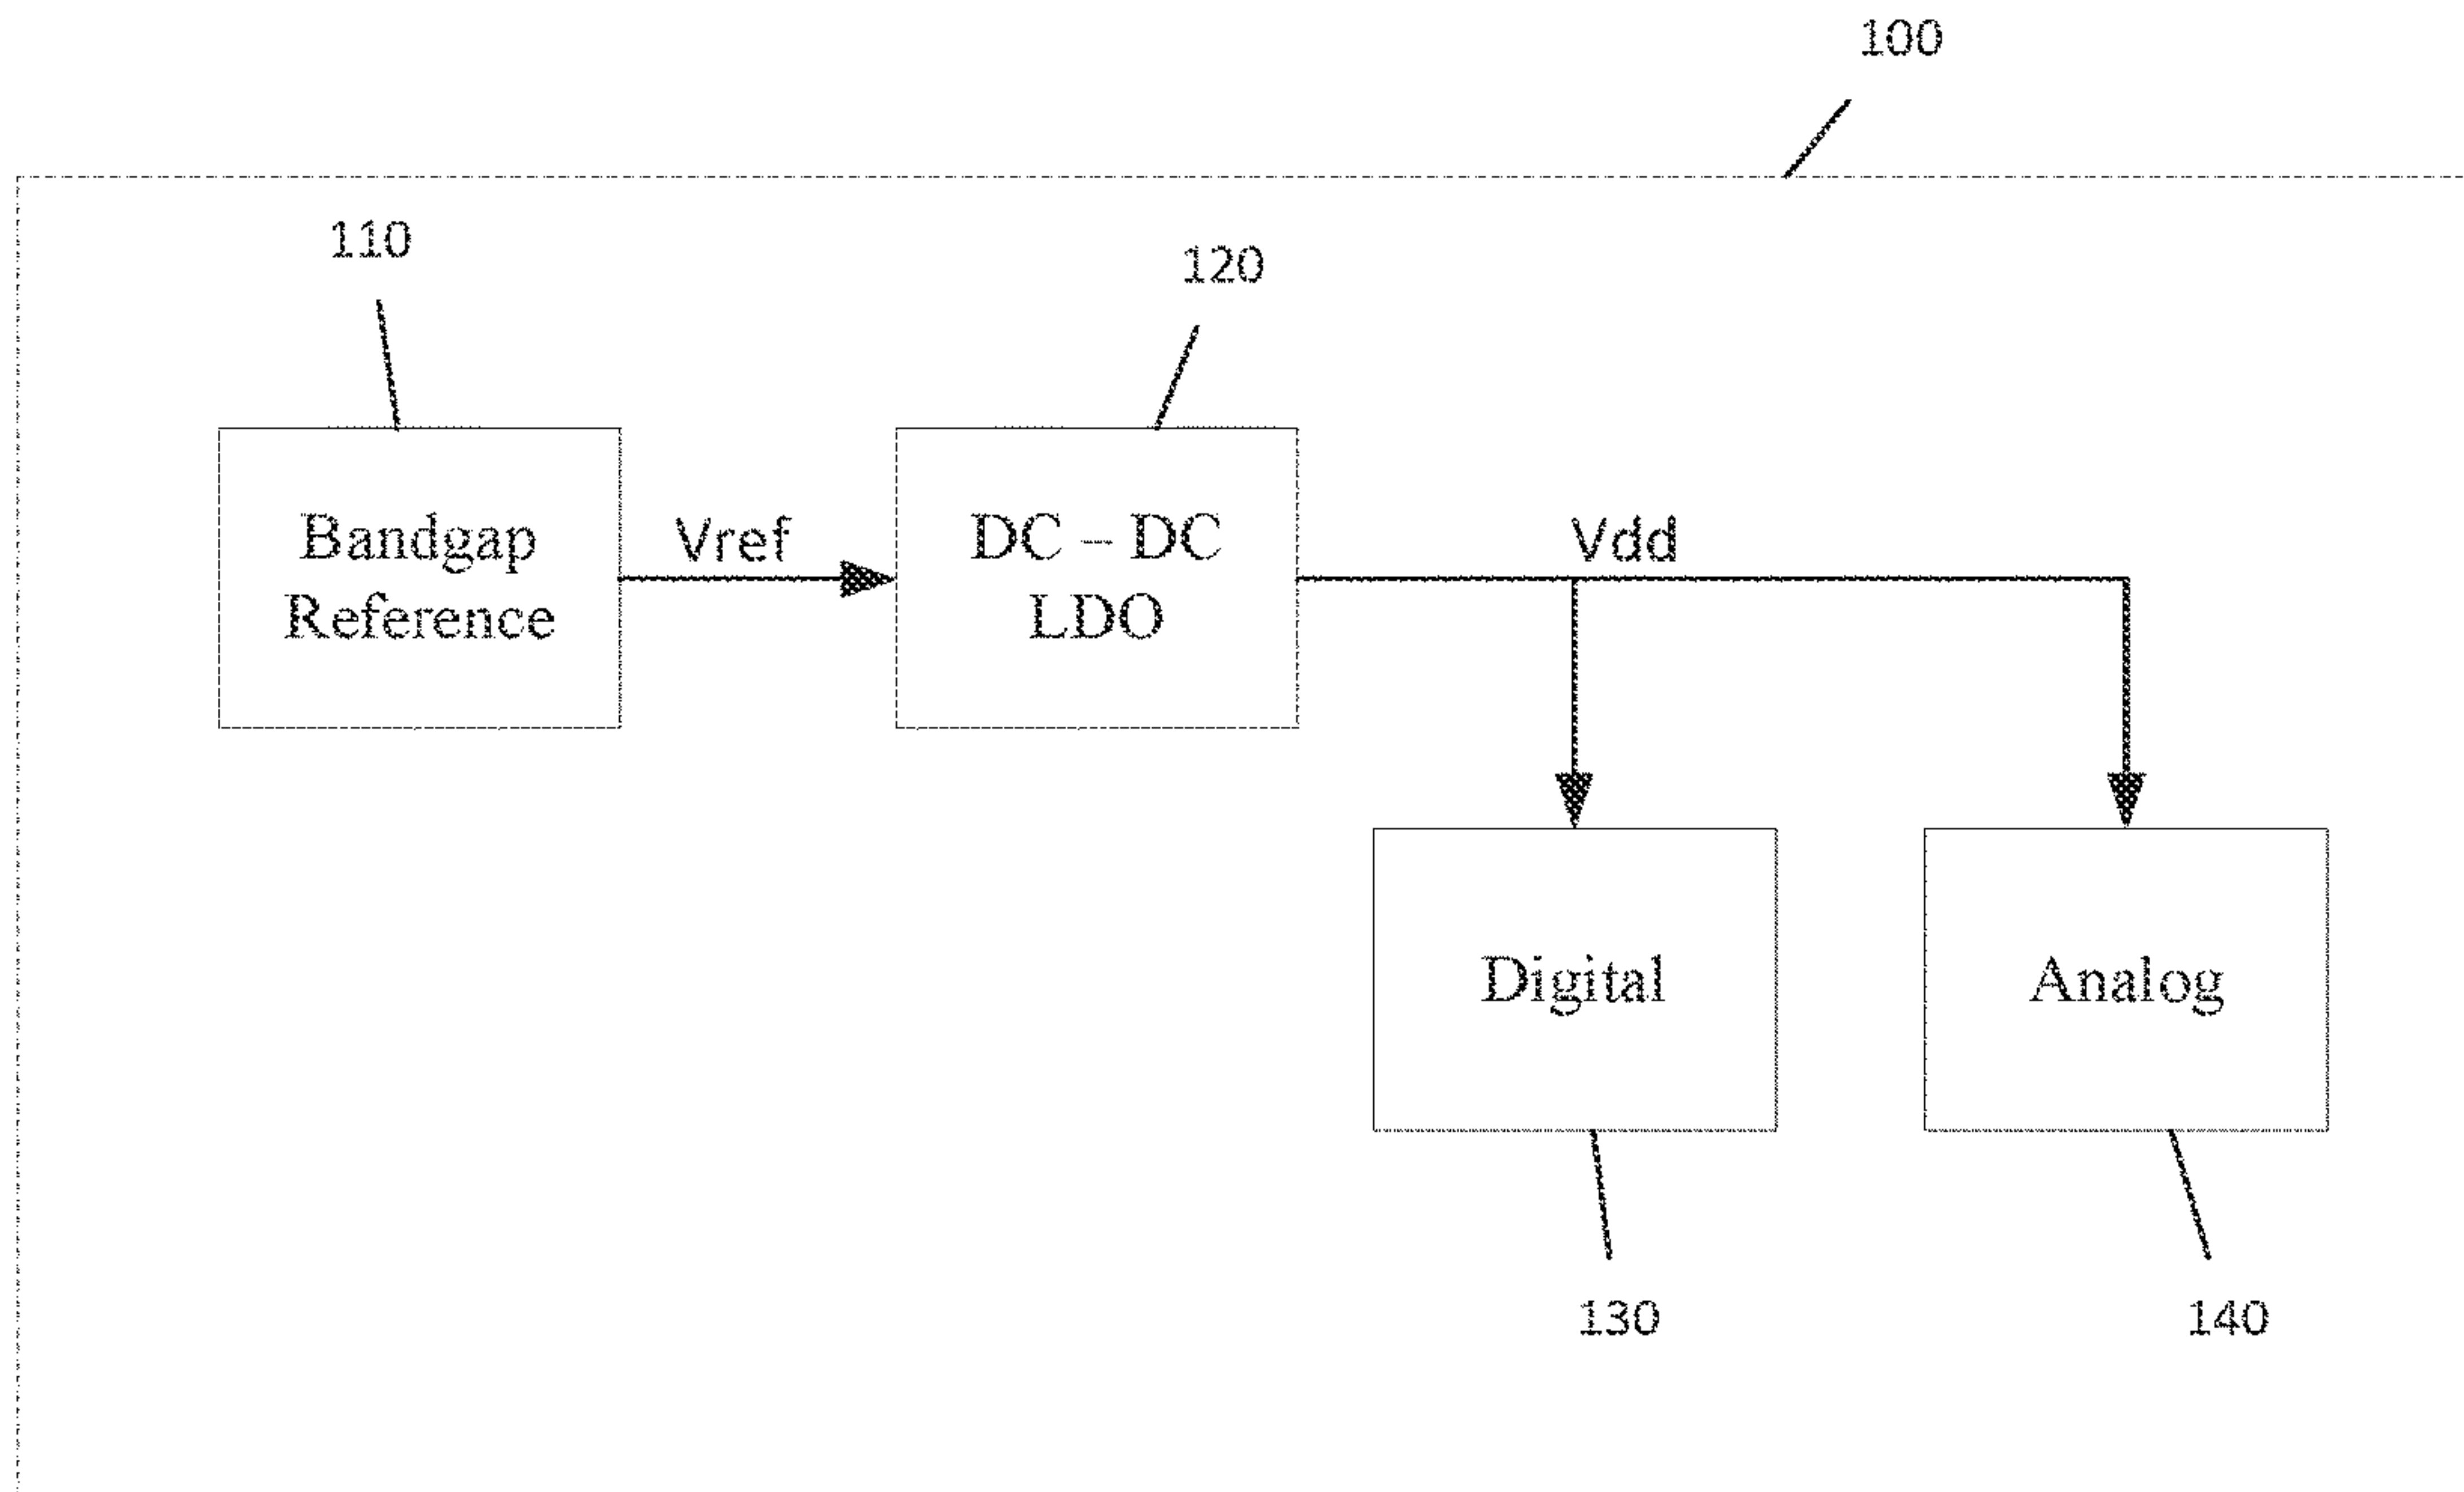 100
110
120
Bandgap
Reference
Vref
DC – DC
LDO
Vdd
Digital
Analog
130
140